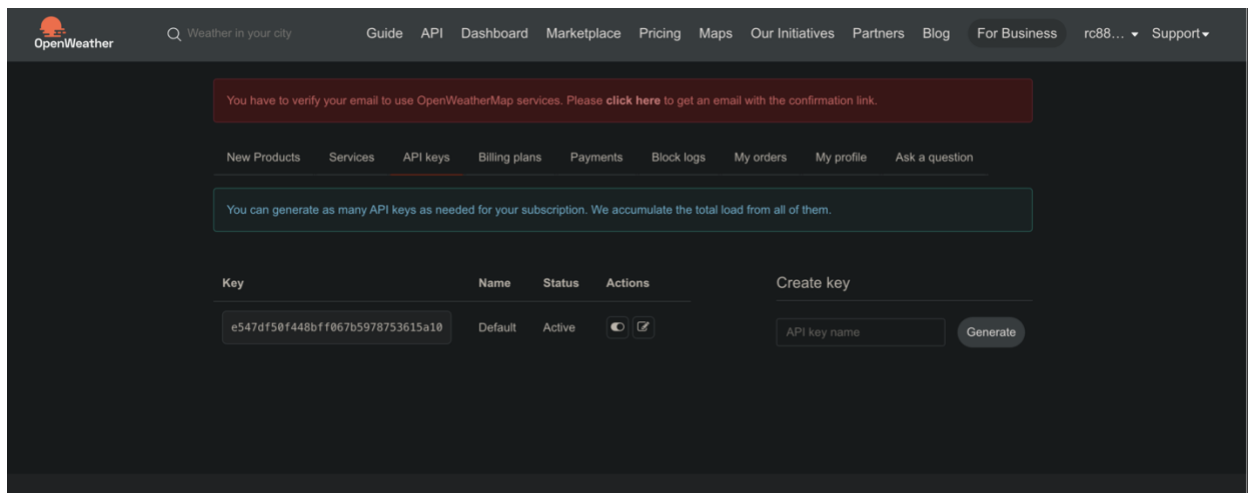 OpenWeather
Weather in your city
Guide API Dashboard Marketplace Pricing Maps Our Initiatives Partners Blog For Business rc88... Support
You have to verify your email to use OpenWeatherMap services. Please click here to get an email with the confirmation link.
New Products Services API keys Billing plans Payments Block logs My orders My profile Ask a question
You can generate as many API keys as needed for your subscription. We accumulate the total load from all of them.
Key Name Status Actions
Create key
e547df50f448bff067b5978753615a10 Default Active
API key name Generate